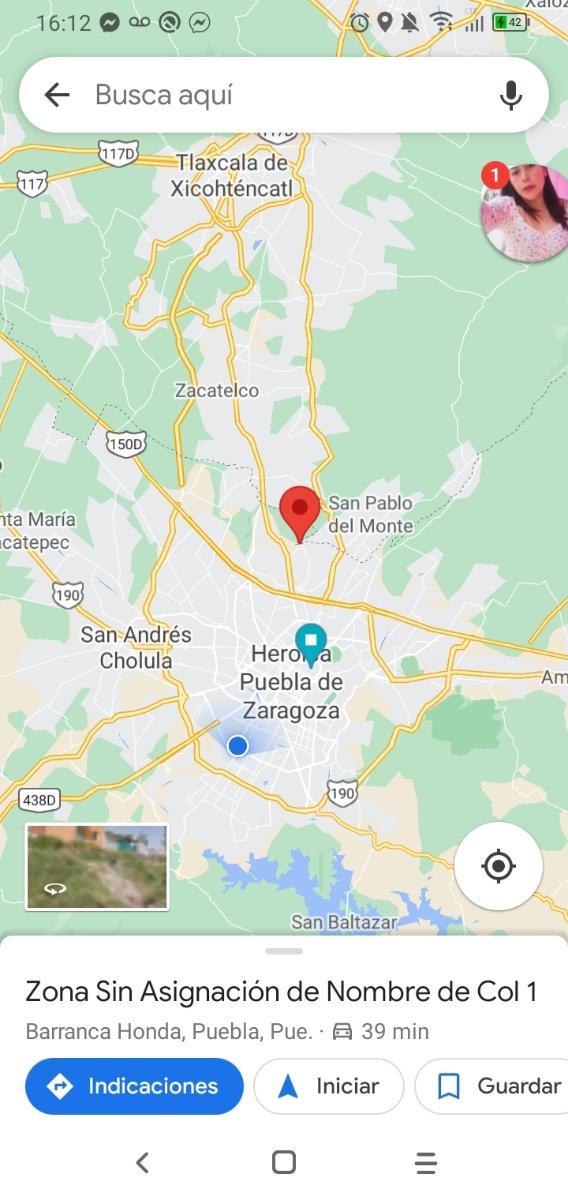 Xaloz
16:12
42
Busca aquí
117D
117D
117
Tlaxcala de
Xicohténcatl
1
Zacatelco
150D
San Pablo
del Monte
nta María
catepec
190
San Andrés
Cholula
Heroica
Puebla de
Zaragoza
Am
438D
190
San Baltazar
Zona Sin Asignación de Nombre de Col 1
Barranca Honda, Puebla, Pue. · 39 min
Indicaciones
Iniciar
Guardar